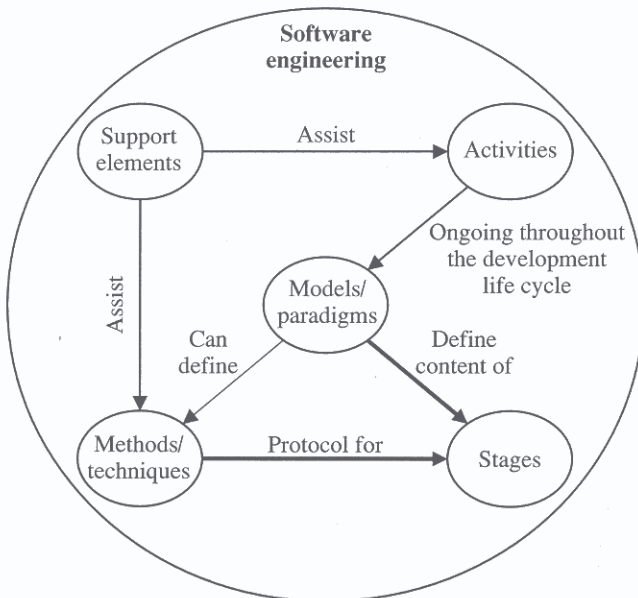 Software
engineering
Support
elements
Assist
Activities
Ongoing throughout
the development
life cycle
Assist
Models/
paradigms
Can
define
Define
content of
Methods/
techniques
Protocol for
Stages